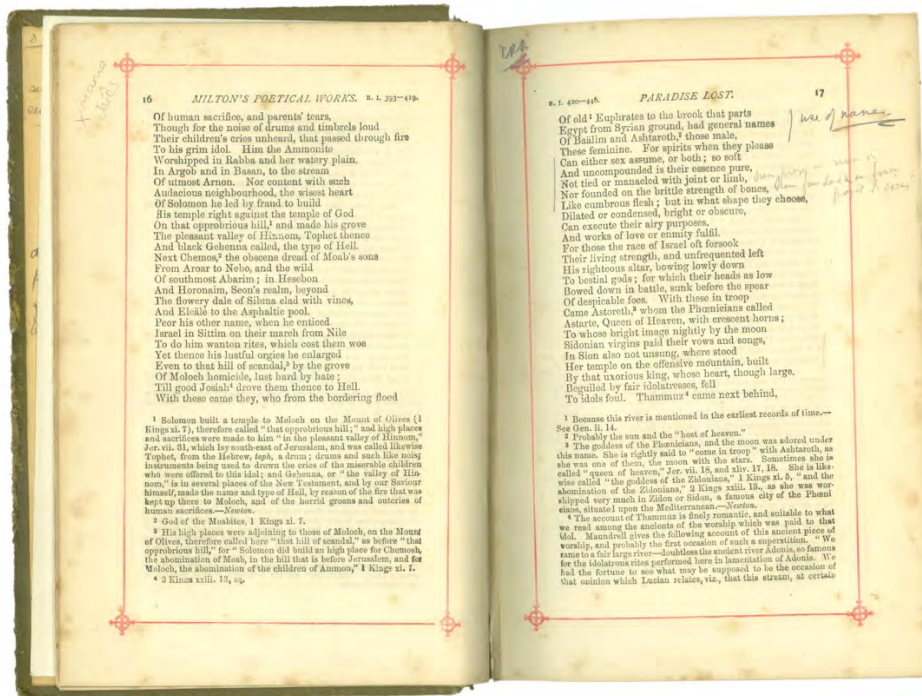 16 MILTON'S POETICAL WORKS. B. I. 393—419.
Of human sacrifice, and parents' tears,
Though for the noise of drums and timbrels loud
Their children's cries unheard, that passed through fire
To his grim idol. Him the Ammonite
Worshipped in Rabba and her watery plain,
In Argob and in Basan, to the stream
Of utmost Arnon. Nor content with such
Audacious neighbourhood, the wisest heart
Of Solomon he led by fraud to build
His temple right against the temple of God
On that opprobrious hill,¹ and made his grove
The pleasant valley of Hinnom, Tophet thence
And black Gehenna called, the type of Hell.
Next Chemos,² the obscene dread of Moab's sons
From Aroar to Nebo, and the wild
Of southmost Abarim; in Hesebon
And Horonaim, Seon's realm, beyond
The flowery dale of Sibma clad with vines,
And Elëalé to the Asphaltic pool.
Peor his other name, when he enticed
Israel in Sittim on their march from Nile
To do him wanton rites, which cost them woe
Yet thence his lustful orgies he enlarged
Even to that hill of scandal,³ by the grove
Of Moloch homicide, lust hard by hate;
Till good Josiah⁴ drove them thence to Hell.
With these came they, who from the bordering flood
¹ Solomon built a temple to Moloch on the Mount of Olives (1
Kings xi. 7), therefore called "that opprobrious hill;" and high places
and sacrifices were made to him "in the pleasant valley of Hinnom,"
Jer. vii. 31, which lay south-east of Jerusalem, and was called likewise
Tophet, from the Hebrew, toph, a drum; drums and such like noisy
instruments being used to drown the cries of the miserable children
who were offered to this idol; and Gehenna, or "the valley of Hin-
nom," is in several places of the New Testament, and by our Saviour
himself, made the name and type of Hell, by reason of the fire that was
kept up there to Moloch, and of the horrid groans and outcries of
human sacrifices.—Newton.
² God of the Moabites, 1 Kings xi. 7.
³ His high places were adjoining to those of Moloch, on the Mount
of Olives, therefore called here "that hill of scandal," as before "that
opprobrious hill," for "Solomon did build an high place for Chemosh,
the abomination of Moab, in the hill that is before Jerusalem, and for
Moloch, the abomination of the children of Ammon," 1 Kings xi. 7.
⁴ 2 Kings xxiii. 13, sq.
B. I. 420—446. PARADISE LOST. 17
Of old¹ Euphrates to the brook that parts
Egypt from Syrian ground, had general names
use of names
Of Baälim and Ashtaroth,² those male,
These feminine. For spirits when they please
Can either sex assume, or both; so soft
And uncompounded is their essence pure,
Not tied or manacled with joint or limb,
Nor founded on the brittle strength of bones,
Like cumbrous flesh; but in what shape they choose,
Dilated or condensed, bright or obscure,
Can execute their airy purposes,
And works of love or enmity fulfil.
For those the race of Israel oft forsook
Their living strength, and unfrequented left
His righteous altar, bowing lowly down
To bestial gods; for which their heads as low
Bowed down in battle, sunk before the spear
Of despicable foes. With these in troop
Came Astoreth,³ whom the Phœnicians called
Astarte, Queen of Heaven, with crescent horns;
To whose bright image nightly by the moon
Sidonian virgins paid their vows and songs,
In Sion also not unsung, where stood
Her temple on the offensive mountain, built
By that uxorious king, whose heart, though large,
Beguiled by fair idolatresses, fell
To idols foul. Thammuz⁴ came next behind,
1 Because this river is mentioned in the earliest records of time.—
See Gen. ii. 14.
2 Probably the sun and the "host of heaven."
3 The goddess of the Phœnicians, and the moon was adored under
this name. She is rightly said to "come in troop" with Ashtaroth, as
she was one of them, the moon with the stars. Sometimes she is
called "queen of heaven," Jer. vii. 18, and xliv. 17, 18. She is like-
wise called "the goddess of the Zidonians," 1 Kings xi. 5, "and the
abomination of the Zidonians," 2 Kings xxiii. 13., as she was wor-
shipped very much in Zidon or Sidon, a famous city of the Phœni
cians, situated upon the Mediterranean.—Newton.
4 The account of Thammuz is finely romantic, and suitable to what
we read among the ancients of the worship which was paid to that
idol. Maundrell gives the following account of this ancient piece of
worship, and probably the first occasion of such a superstition. "We
came to a fair large river—doubtless the ancient river Adonis, so famous
for the idolatrous rites performed here in lamentation of Adonis. We
had the fortune to see what may be supposed to be the occasion of
that opinion which Lucian relates, viz., that this stream, at certain